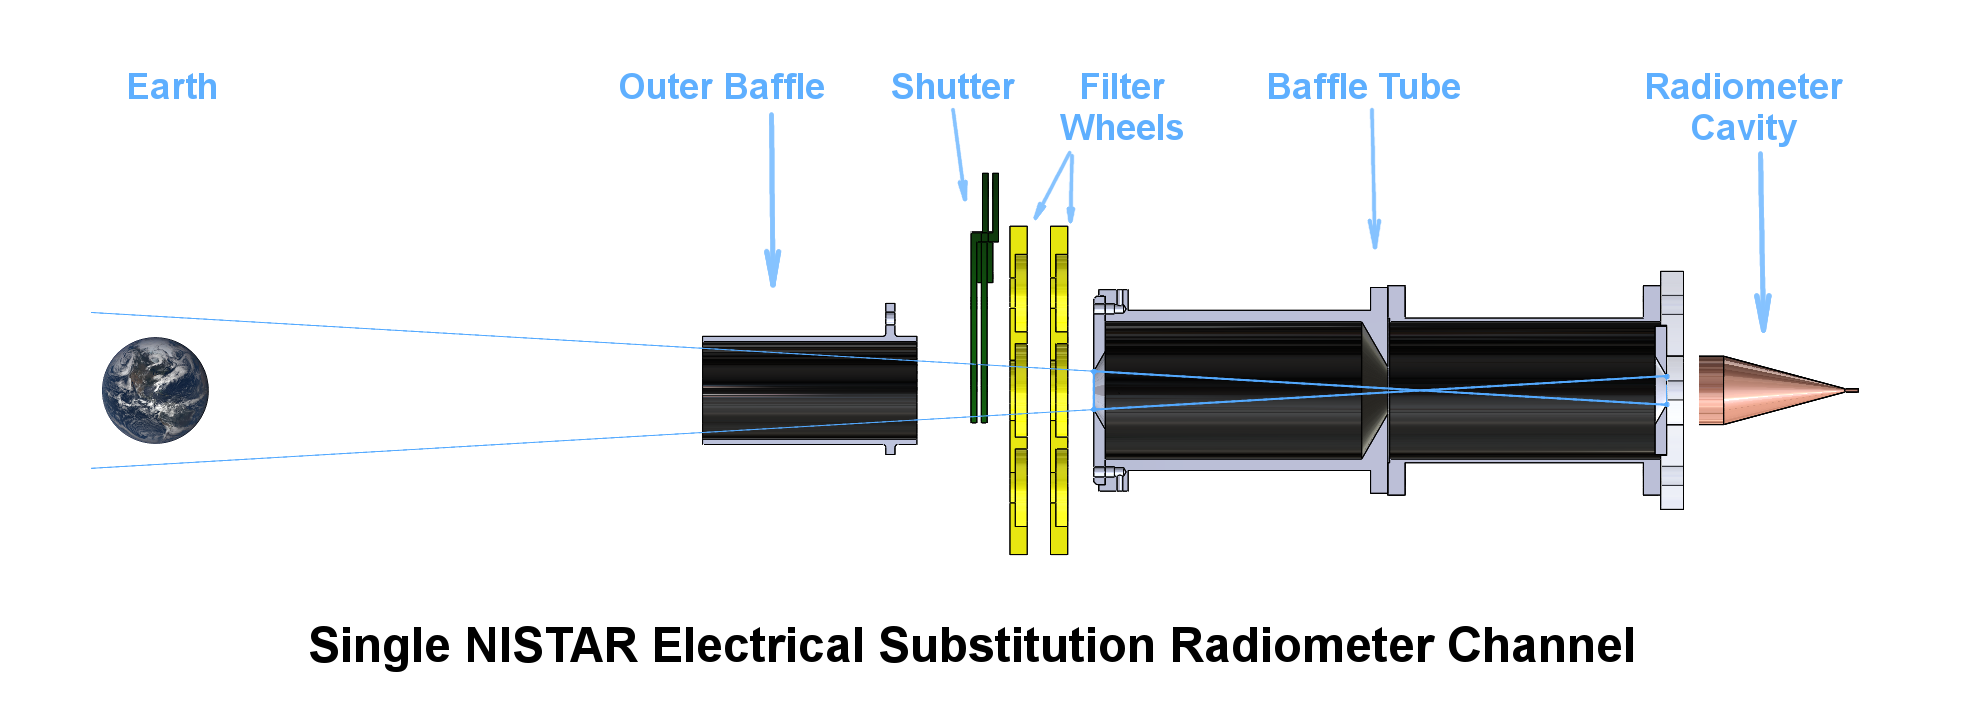 Earth
Outer Baffle
Shutter
Filter
Wheels
Baffle Tube
Radiometer
Cavity
Single NISTAR Electrical Substitution Radiometer Channel